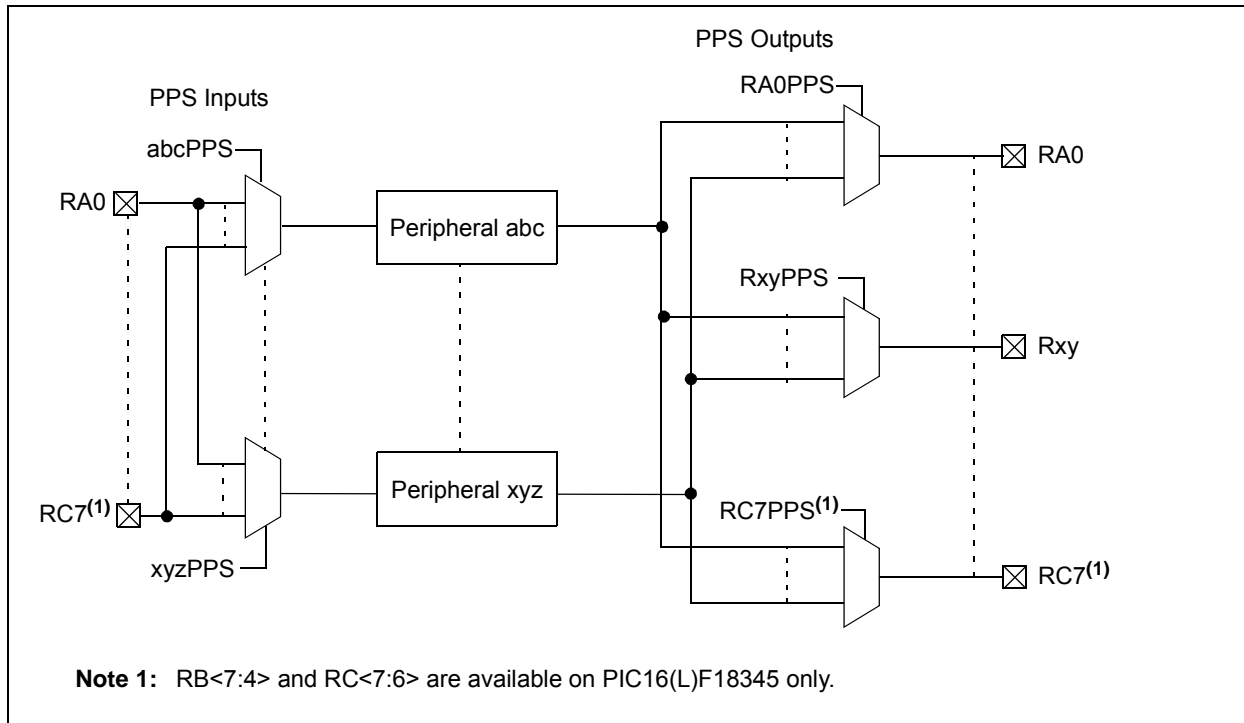 PPS Outputs
RA0PPS
PPS Inputs
abcPPS
RA0
RA0
Peripheral abc
RxyPPS
Rxy
Peripheral xyz
RC7(1)
RC7PPS(1)
xyzPPS
RC7(1)
Note 1: RB<7:4> and RC<7:6> are available on PIC16(L)F18345 only.